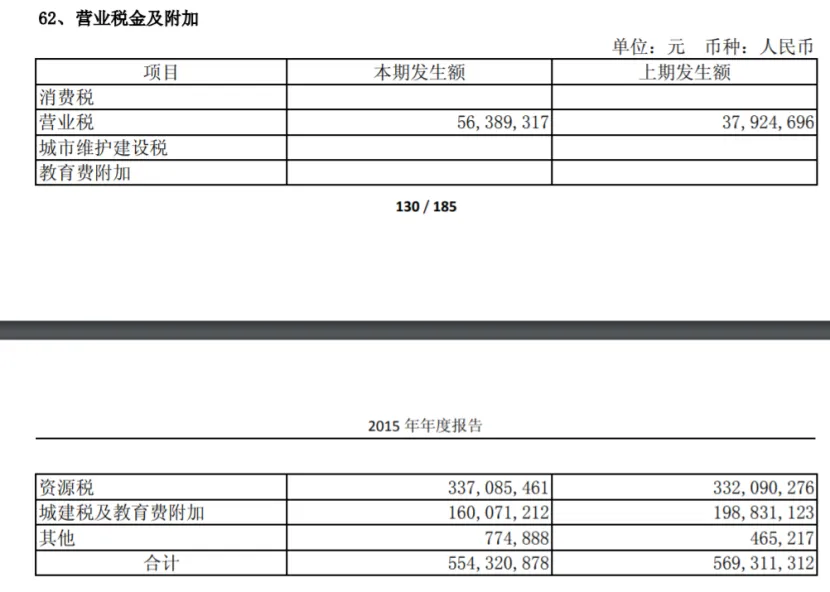 62、营业税金及附加
单位：元 币种：人民币
项目 本期发生额 上期发生额
消费税
营业税 56,389,317 37,924,696
城市维护建设税
教育费附加
130 / 185
2015 年年度报告
资源税 337,085,461 332,090,276
城建税及教育费附加 160,071,212 198,831,123
其他 774,888 465,217
合计 554,320,878 569,311,312